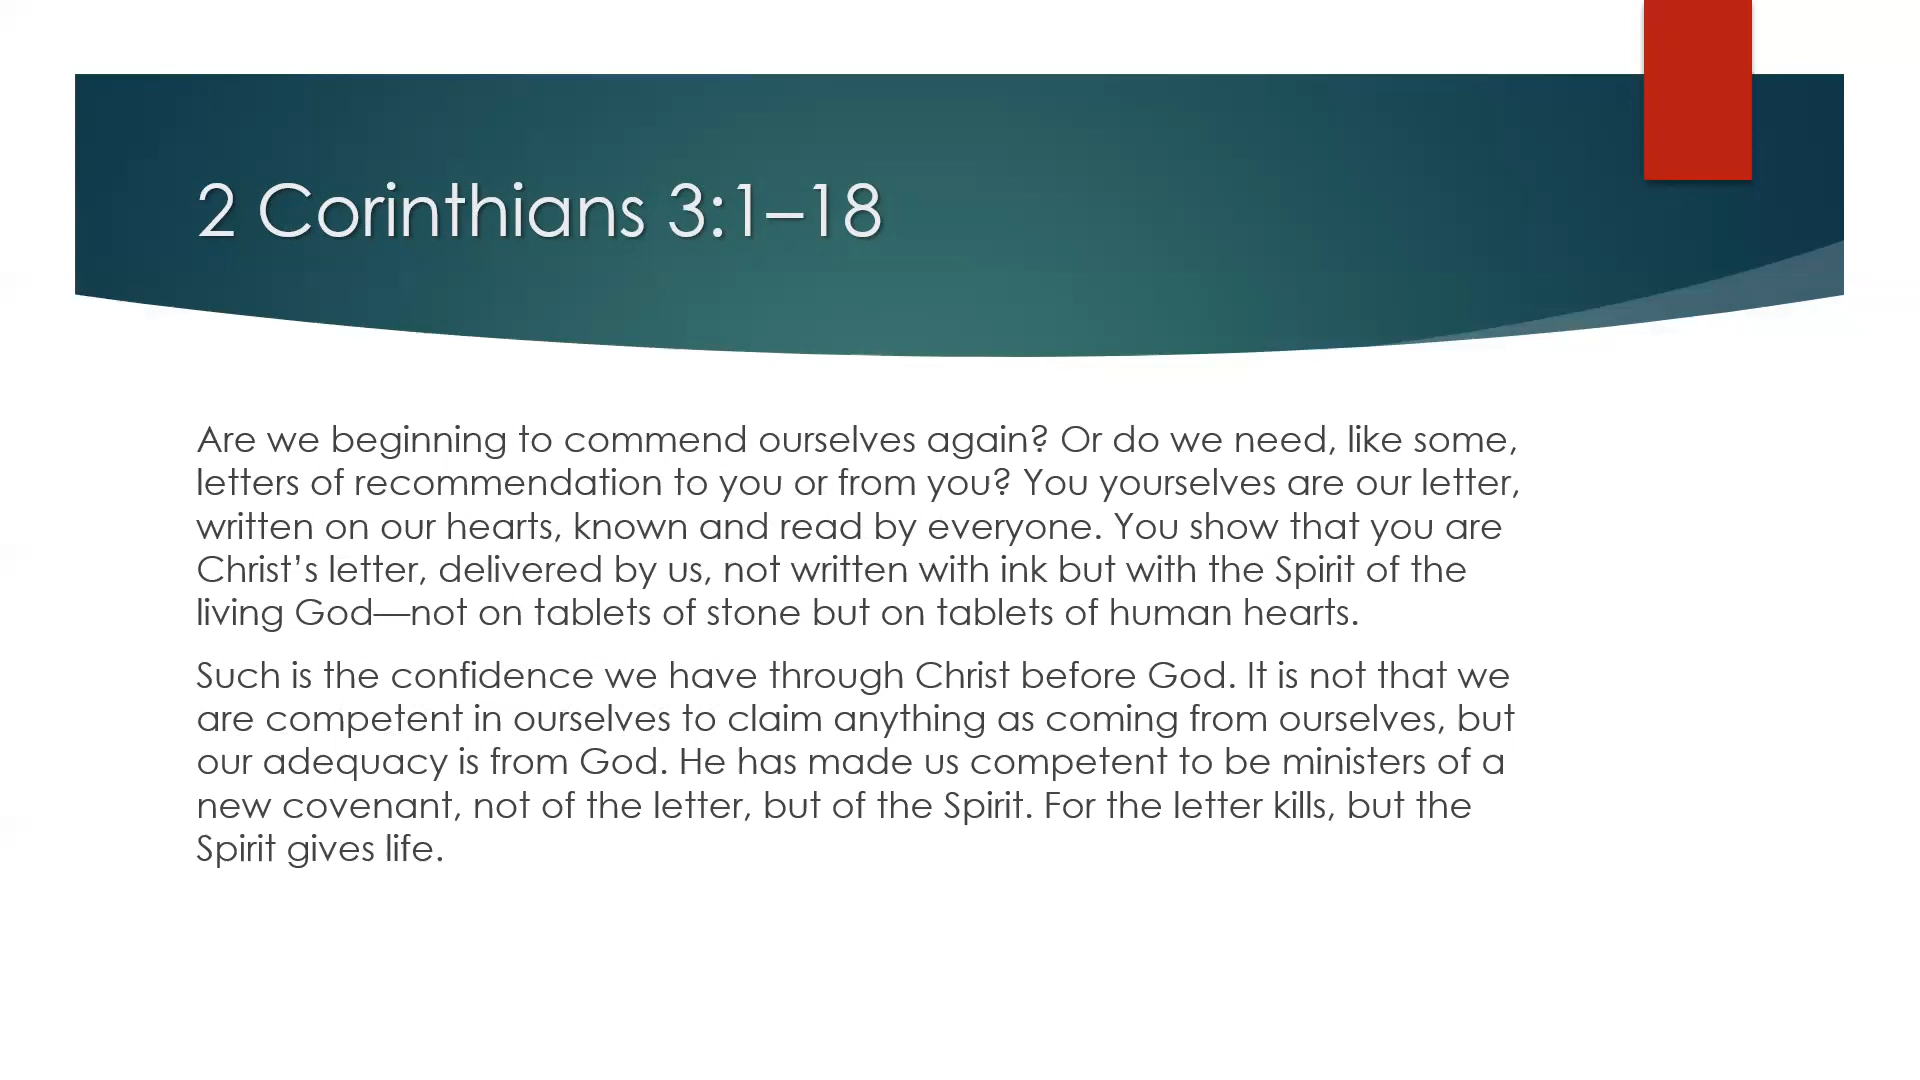 2 Corinthians 3:1–18
Are we beginning to commend ourselves again? Or do we need, like some,
letters of recommendation to you or from you? You yourselves are our letter,
written on our hearts, known and read by everyone. You show that you are
Christ’s letter, delivered by us, not written with ink but with the Spirit of the
living God—not on tablets of stone but on tablets of human hearts.
Such is the confidence we have through Christ before God. It is not that we
are competent in ourselves to claim anything as coming from ourselves, but
our adequacy is from God. He has made us competent to be ministers of a
new covenant, not of the letter, but of the Spirit. For the letter kills, but the
Spirit gives life.